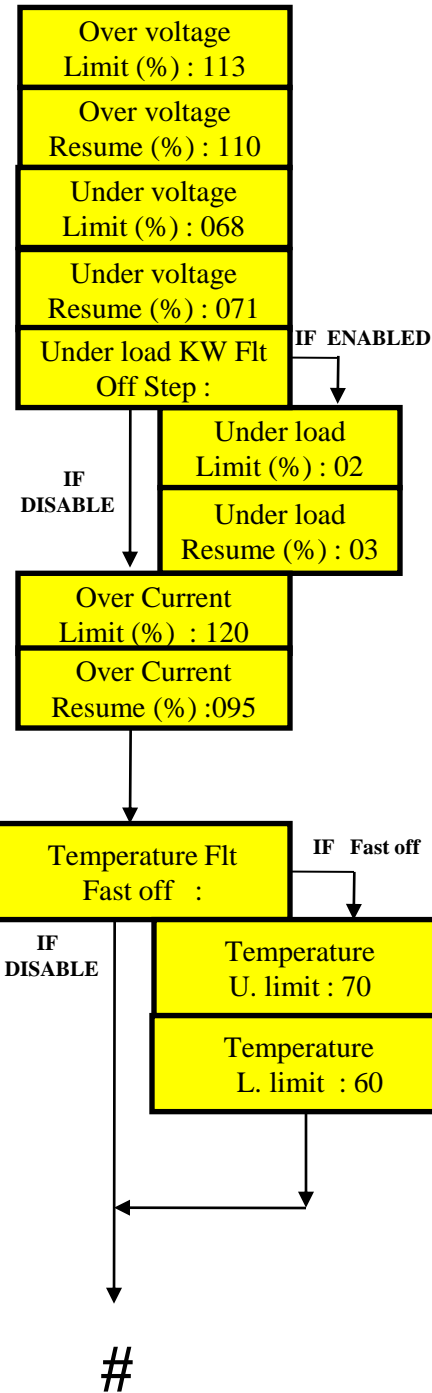 Over voltage
Limit (%) : 113
Over voltage
Resume (%) : 110
Under voltage
Limit (%) : 068
Under voltage
Resume (%) : 071
Under load KW Flt
Off Step :
IF ENABLED
Under load
Limit (%) : 02
IF
DISABLE
Under load
Resume (%) : 03
Over Current
Limit (%) : 120
Over Current
Resume (%) :095
Temperature Flt
Fast off :
IF Fast off
IF
DISABLE
Temperature
U. limit : 70
Temperature
L. limit : 60
#